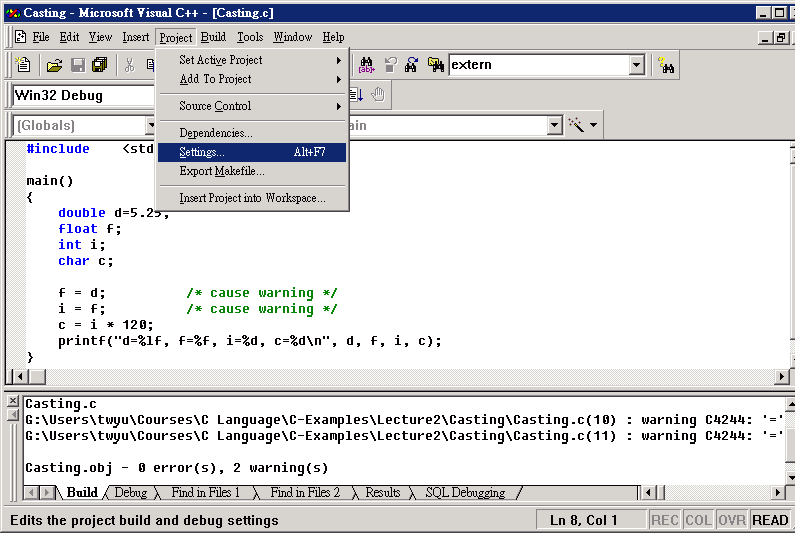 Casting - Microsoft Visual C++ - [Casting.c]
File Edit View Insert Project Build Tools Window Help
Set Active Project
Add To Project
Source Control
Dependencies...
Settings... Alt+F7
Export Makefile...
Insert Project into Workspace...
extern
Win32 Debug
(Globals) ain
#include <std
main()
{
double d=5.25;
float f;
int i;
char c;
f = d; /* cause warning */
i = f; /* cause warning */
c = i * 120;
printf("d=%lf, f=%f, i=%d, c=%d\n", d, f, i, c);
}
Casting.c
G:\Users\twyu\Courses\C Language\C-Examples\Lecture2\Casting\Casting.c(10) : warning C4244: '='
G:\Users\twyu\Courses\C Language\C-Examples\Lecture2\Casting\Casting.c(11) : warning C4244: '='
Casting.obj - 0 error(s), 2 warning(s)
Build Debug Find in Files 1 Find in Files 2 Results SQL Debugging
Edits the project build and debug settings Ln 8, Col 1 REC COL OVR READ